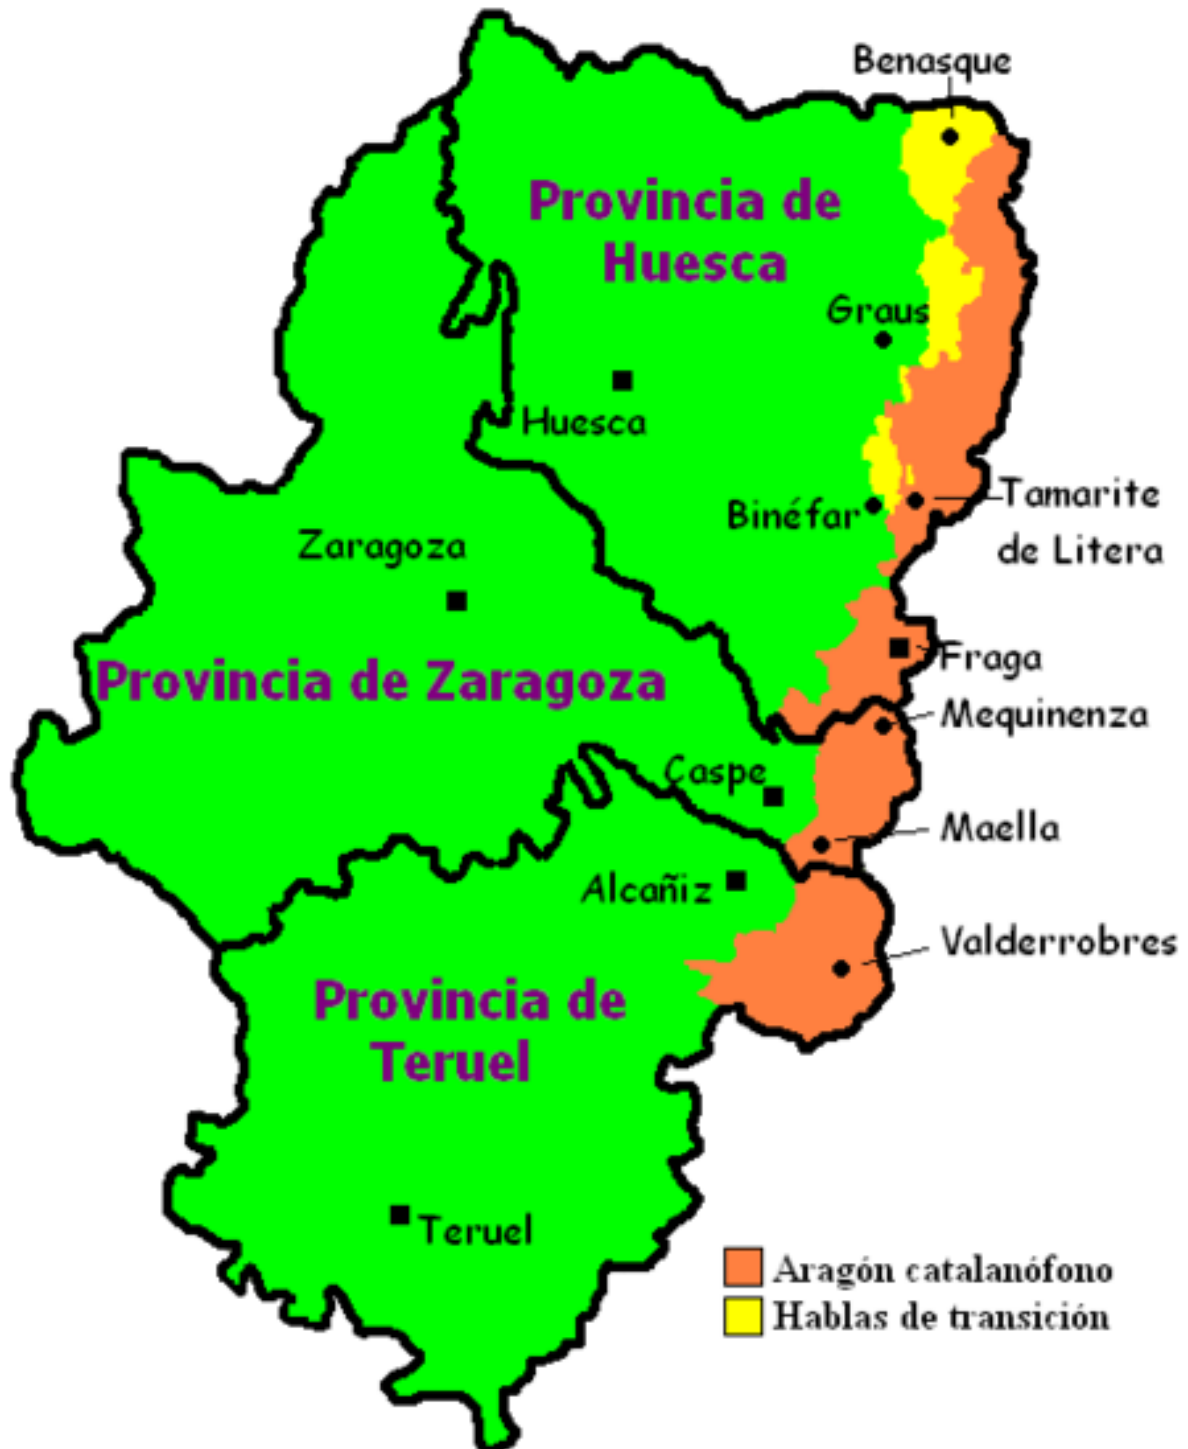 Benasque
Provincia de
Huesca
Graus
Huesca
Tamarite
de Litera
Binéfar
Zaragoza
Fraga
Provincia de Zaragoza
Mequinenza
Caspe
Maella
Alcañiz
Valderrobres
Provincia de
Teruel
Teruel
Aragón catalanófono
Hablas de transición